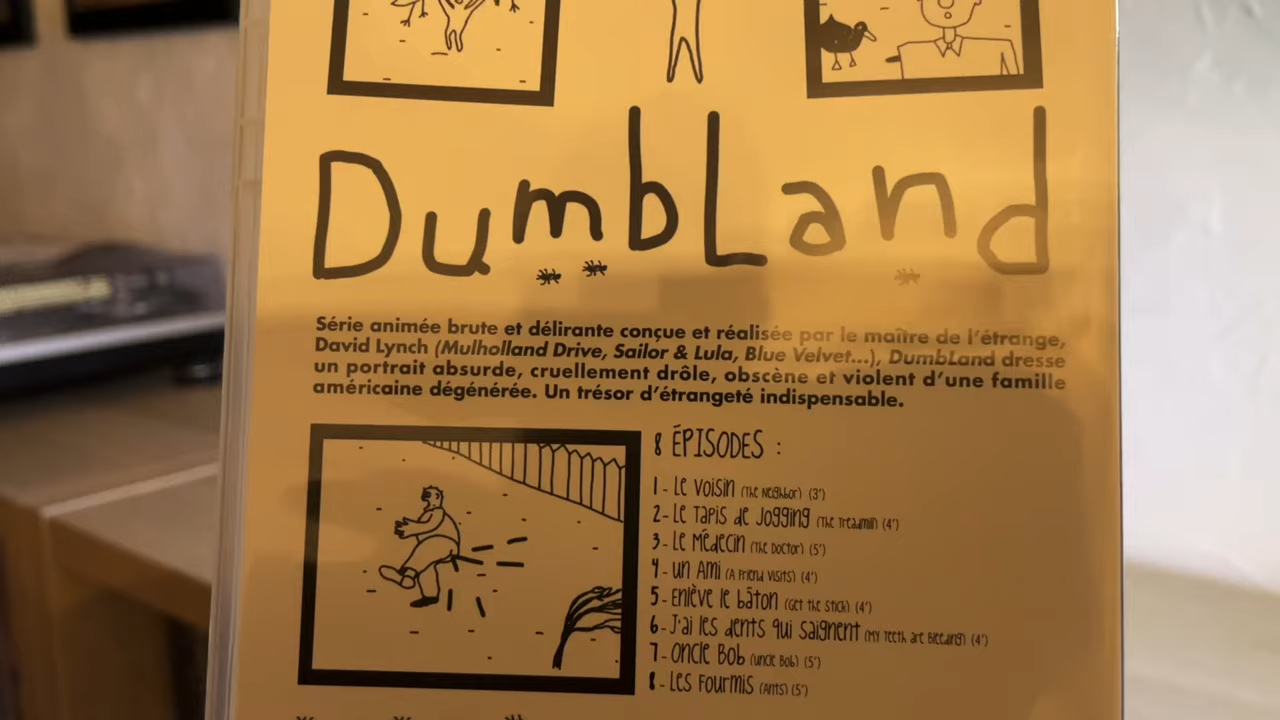 DumbLand
Série animée brute et délirante conçue et réalisée par le maître de l'étrange,
David Lynch (Mulholland Drive, Sailor & Lula, Blue Velvet...), DumbLand dresse
un portrait absurde, cruellement drôle, obscène et violent d'une famille
américaine dégénérée. Un trésor d'étrangeté indispensable.
8 ÉPISODES :
1 - Le voisin (The Neighbor) (3')
2 - Le Tapis de Jogging (The Treadmill) (4')
3 - Le Médecin (The Doctor) (5')
4 - un Ami (A Friend Visits) (4')
5 - Enlève le bâton (Get the Stick) (4')
6 - J'ai les dents qui saignent (My Teeth are Bleeding) (4')
7 - Oncle Bob (uncle Bob) (5')
8 - Les Fourmis (Ants) (5')